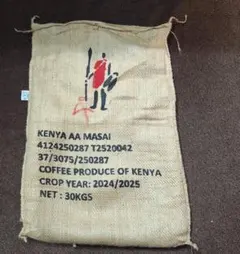 KENYA AA MASAI
4124250287 T2520042
37/3075/250287
COFFEE PRODUCE OF KENYA
CROP YEAR: 2024/2025
NET : 30KGS